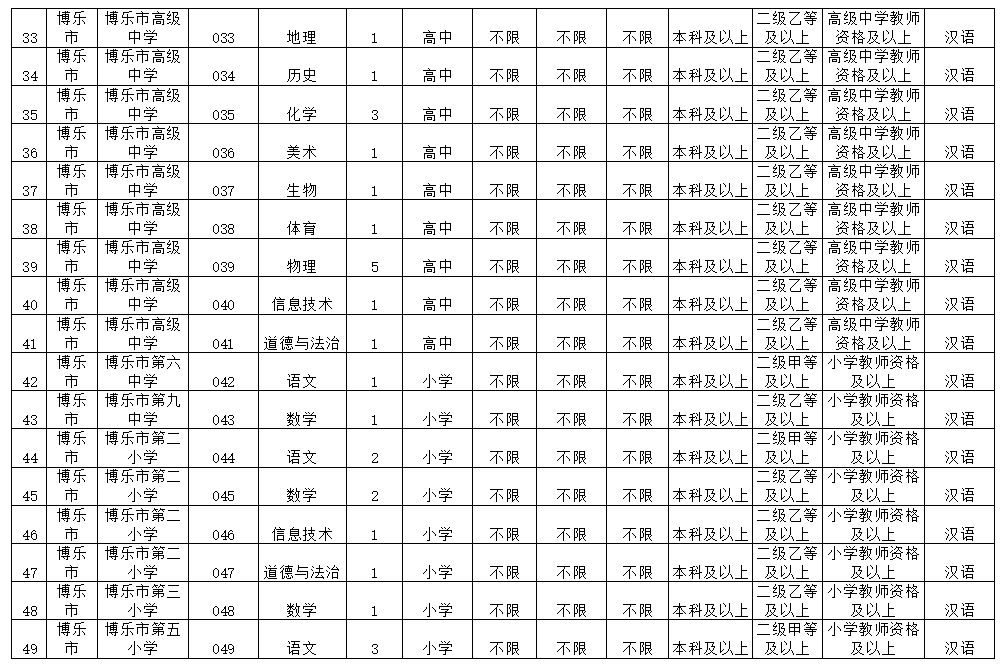 33 博乐市 博乐市高级中学 033 地理 1 高中 不限 不限 不限 本科及以上 二级乙等及以上 高级中学教师资格及以上 汉语
34 博乐市 博乐市高级中学 034 历史 1 高中 不限 不限 不限 本科及以上 二级乙等及以上 高级中学教师资格及以上 汉语
35 博乐市 博乐市高级中学 035 化学 3 高中 不限 不限 不限 本科及以上 二级乙等及以上 高级中学教师资格及以上 汉语
36 博乐市 博乐市高级中学 036 美术 1 高中 不限 不限 不限 本科及以上 二级乙等及以上 高级中学教师资格及以上 汉语
37 博乐市 博乐市高级中学 037 生物 1 高中 不限 不限 不限 本科及以上 二级乙等及以上 高级中学教师资格及以上 汉语
38 博乐市 博乐市高级中学 038 体育 1 高中 不限 不限 不限 本科及以上 二级乙等及以上 高级中学教师资格及以上 汉语
39 博乐市 博乐市高级中学 039 物理 5 高中 不限 不限 不限 本科及以上 二级乙等及以上 高级中学教师资格及以上 汉语
40 博乐市 博乐市高级中学 040 信息技术 1 高中 不限 不限 不限 本科及以上 二级乙等及以上 高级中学教师资格及以上 汉语
41 博乐市 博乐市高级中学 041 道德与法治 1 高中 不限 不限 不限 本科及以上 二级乙等及以上 高级中学教师资格及以上 汉语
42 博乐市 博乐市第六中学 042 语文 1 小学 不限 不限 不限 本科及以上 二级甲等及以上 小学教师资格及以上 汉语
43 博乐市 博乐市第九中学 043 数学 1 小学 不限 不限 不限 本科及以上 二级乙等及以上 小学教师资格及以上 汉语
44 博乐市 博乐市第二小学 044 语文 2 小学 不限 不限 不限 本科及以上 二级甲等及以上 小学教师资格及以上 汉语
45 博乐市 博乐市第二小学 045 数学 2 小学 不限 不限 不限 本科及以上 二级乙等及以上 小学教师资格及以上 汉语
46 博乐市 博乐市第二小学 046 信息技术 1 小学 不限 不限 不限 本科及以上 二级乙等及以上 小学教师资格及以上 汉语
47 博乐市 博乐市第二小学 047 道德与法治 1 小学 不限 不限 不限 本科及以上 二级乙等及以上 小学教师资格及以上 汉语
48 博乐市 博乐市第三小学 048 数学 1 小学 不限 不限 不限 本科及以上 二级乙等及以上 小学教师资格及以上 汉语
49 博乐市 博乐市第五小学 049 语文 3 小学 不限 不限 不限 本科及以上 二级甲等及以上 小学教师资格及以上 汉语